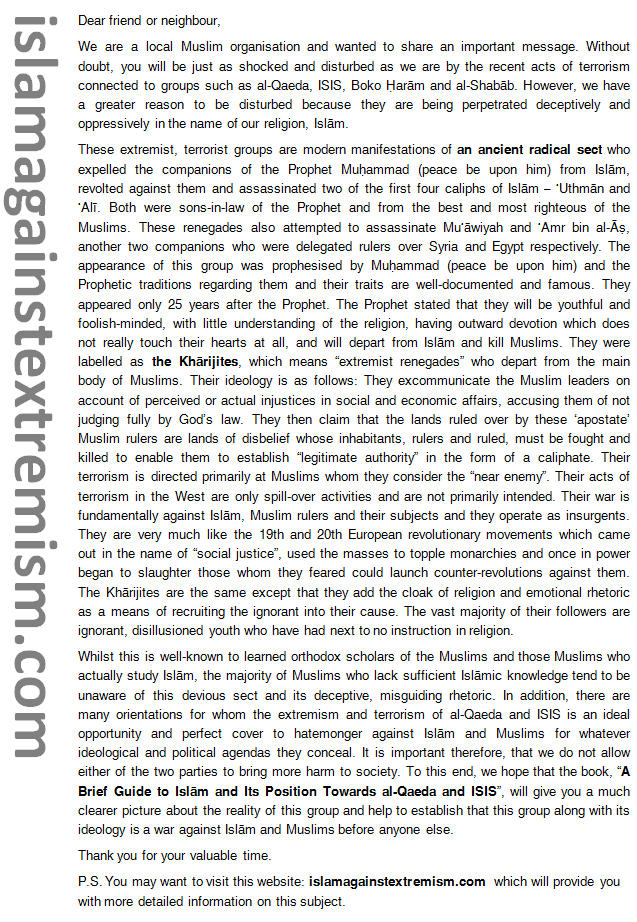 islamagainstextremism.com
Dear friend or neighbour,
We are a local Muslim organisation and wanted to share an important message. Without
doubt, you will be just as shocked and disturbed as we are by the recent acts of terrorism
connected to groups such as al-Qaeda, ISIS, Boko Ḥarām and al-Shabāb. However, we have
a greater reason to be disturbed because they are being perpetrated deceptively and
oppressively in the name of our religion, Islām.
These extremist, terrorist groups are modern manifestations of an ancient radical sect who
expelled the companions of the Prophet Muḥammad (peace be upon him) from Islām,
revolted against them and assassinated two of the first four caliphs of Islām – ʿUthmān and
ʿAlī. Both were sons-in-law of the Prophet and from the best and most righteous of the
Muslims. These renegades also attempted to assassinate Muʿāwiyah and ʿAmr bin al-Āṣ,
another two companions who were delegated rulers over Syria and Egypt respectively. The
appearance of this group was prophesised by Muḥammad (peace be upon him) and the
Prophetic traditions regarding them and their traits are well-documented and famous. They
appeared only 25 years after the Prophet. The Prophet stated that they will be youthful and
foolish-minded, with little understanding of the religion, having outward devotion which does
not really touch their hearts at all, and will depart from Islām and kill Muslims. They were
labelled as the Khārijites, which means “extremist renegades” who depart from the main
body of Muslims. Their ideology is as follows: They excommunicate the Muslim leaders on
account of perceived or actual injustices in social and economic affairs, accusing them of not
judging fully by God’s law. They then claim that the lands ruled over by these ‘apostate’
Muslim rulers are lands of disbelief whose inhabitants, rulers and ruled, must be fought and
killed to enable them to establish “legitimate authority” in the form of a caliphate. Their
terrorism is directed primarily at Muslims whom they consider the “near enemy”. Their acts of
terrorism in the West are only spill-over activities and are not primarily intended. Their war is
fundamentally against Islām, Muslim rulers and their subjects and they operate as insurgents.
They are very much like the 19th and 20th European revolutionary movements which came
out in the name of “social justice”, used the masses to topple monarchies and once in power
began to slaughter those whom they feared could launch counter-revolutions against them.
The Khārijites are the same except that they add the cloak of religion and emotional rhetoric
as a means of recruiting the ignorant into their cause. The vast majority of their followers are
ignorant, disillusioned youth who have had next to no instruction in religion.
Whilst this is well-known to learned orthodox scholars of the Muslims and those Muslims who
actually study Islām, the majority of Muslims who lack sufficient Islāmic knowledge tend to be
unaware of this devious sect and its deceptive, misguiding rhetoric. In addition, there are
many orientations for whom the extremism and terrorism of al-Qaeda and ISIS is an ideal
opportunity and perfect cover to hatemonger against Islām and Muslims for whatever
ideological and political agendas they conceal. It is important therefore, that we do not allow
either of the two parties to bring more harm to society. To this end, we hope that the book, “A
Brief Guide to Islām and Its Position Towards al-Qaeda and ISIS”, will give you a much
clearer picture about the reality of this group and help to establish that this group along with its
ideology is a war against Islām and Muslims before anyone else.
Thank you for your valuable time.
P.S. You may want to visit this website: islamagainstextremism.com which will provide you
with more detailed information on this subject.